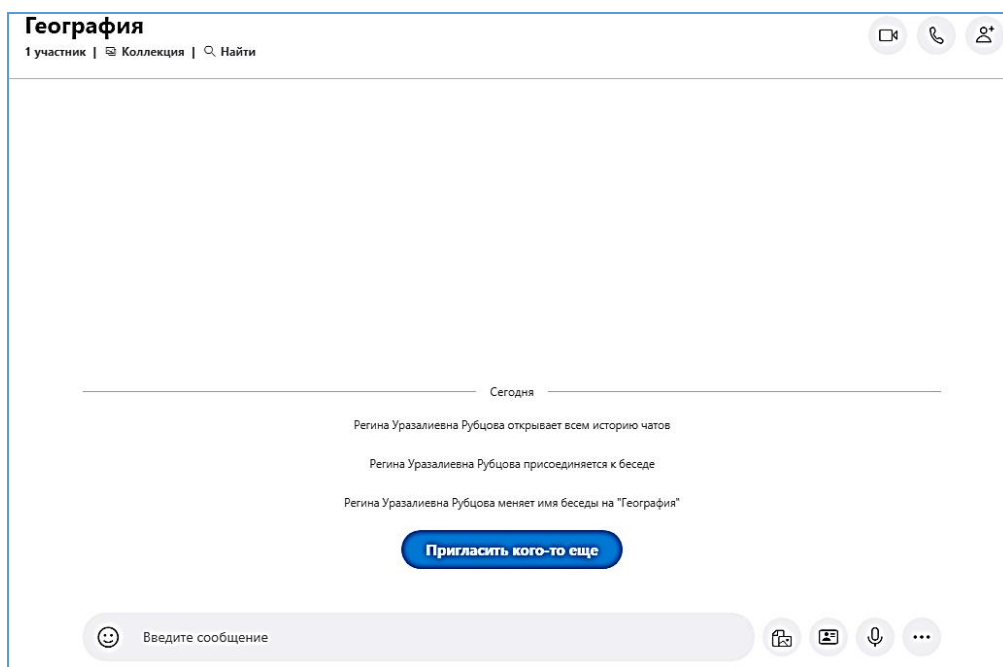 География
1 участник | Коллекция | Найти
Сегодня
Регина Уразалиевна Рубцова открывает всем историю чатов
Регина Уразалиевна Рубцова присоединяется к беседе
Регина Уразалиевна Рубцова меняет имя беседы на "География"
Пригласить кого-то еще
Введите сообщение